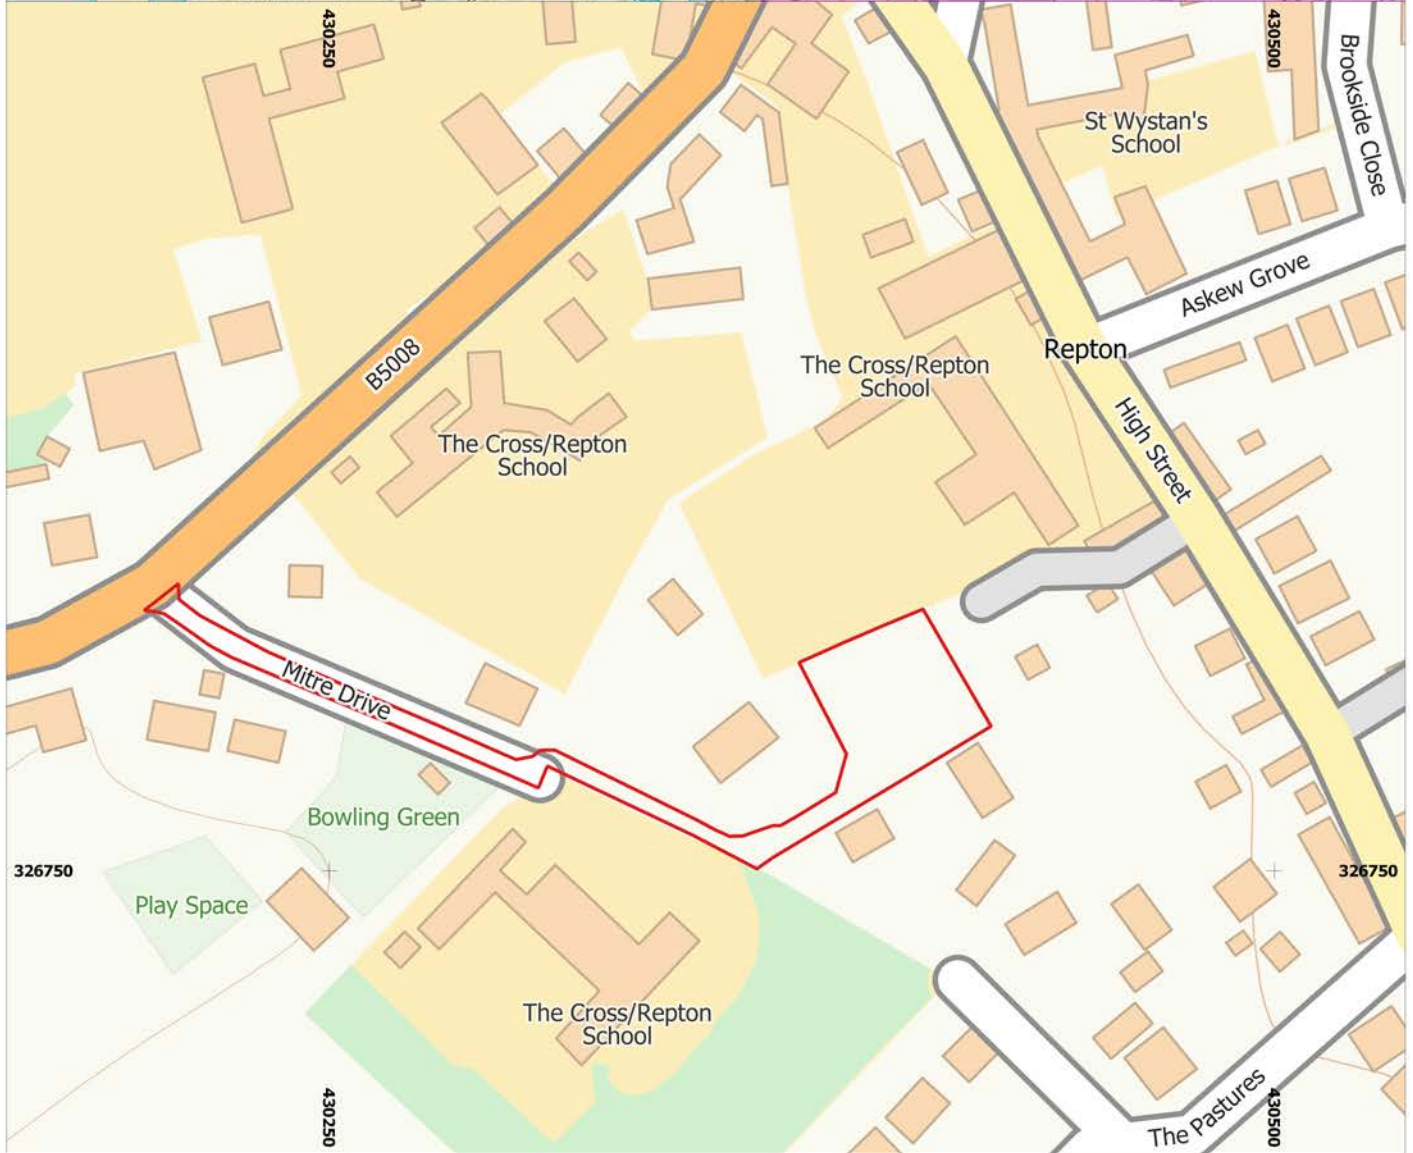 430250
430500
Brookside Close
St Wystan's
School
Askew Grove
B5008
Repton
The Cross/Repton
School
High Street
The Cross/Repton
School
Mitre Drive
Bowling Green
326750
326750
Play Space
The Cross/Repton
School
The Pastures
430250
430500